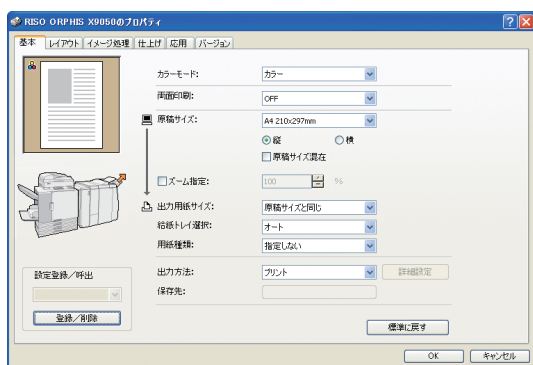 RISO ORPHIS X9050のプロパティ
基本 レイアウト イメージ処理 仕上げ 応用 バージョン
カラーモード: カラー
両面印刷: OFF
原稿サイズ: A4 210x297mm
縦 横
原稿サイズ混在
ズーム指定: 100 %
出力用紙サイズ: 原稿サイズと同じ
給紙トレイ選択: オート
用紙種類: 指定しない
設定登録/呼出
出力方法: プリント 詳細設定
保存先:
登録/削除
標準に戻す
OK キャンセル